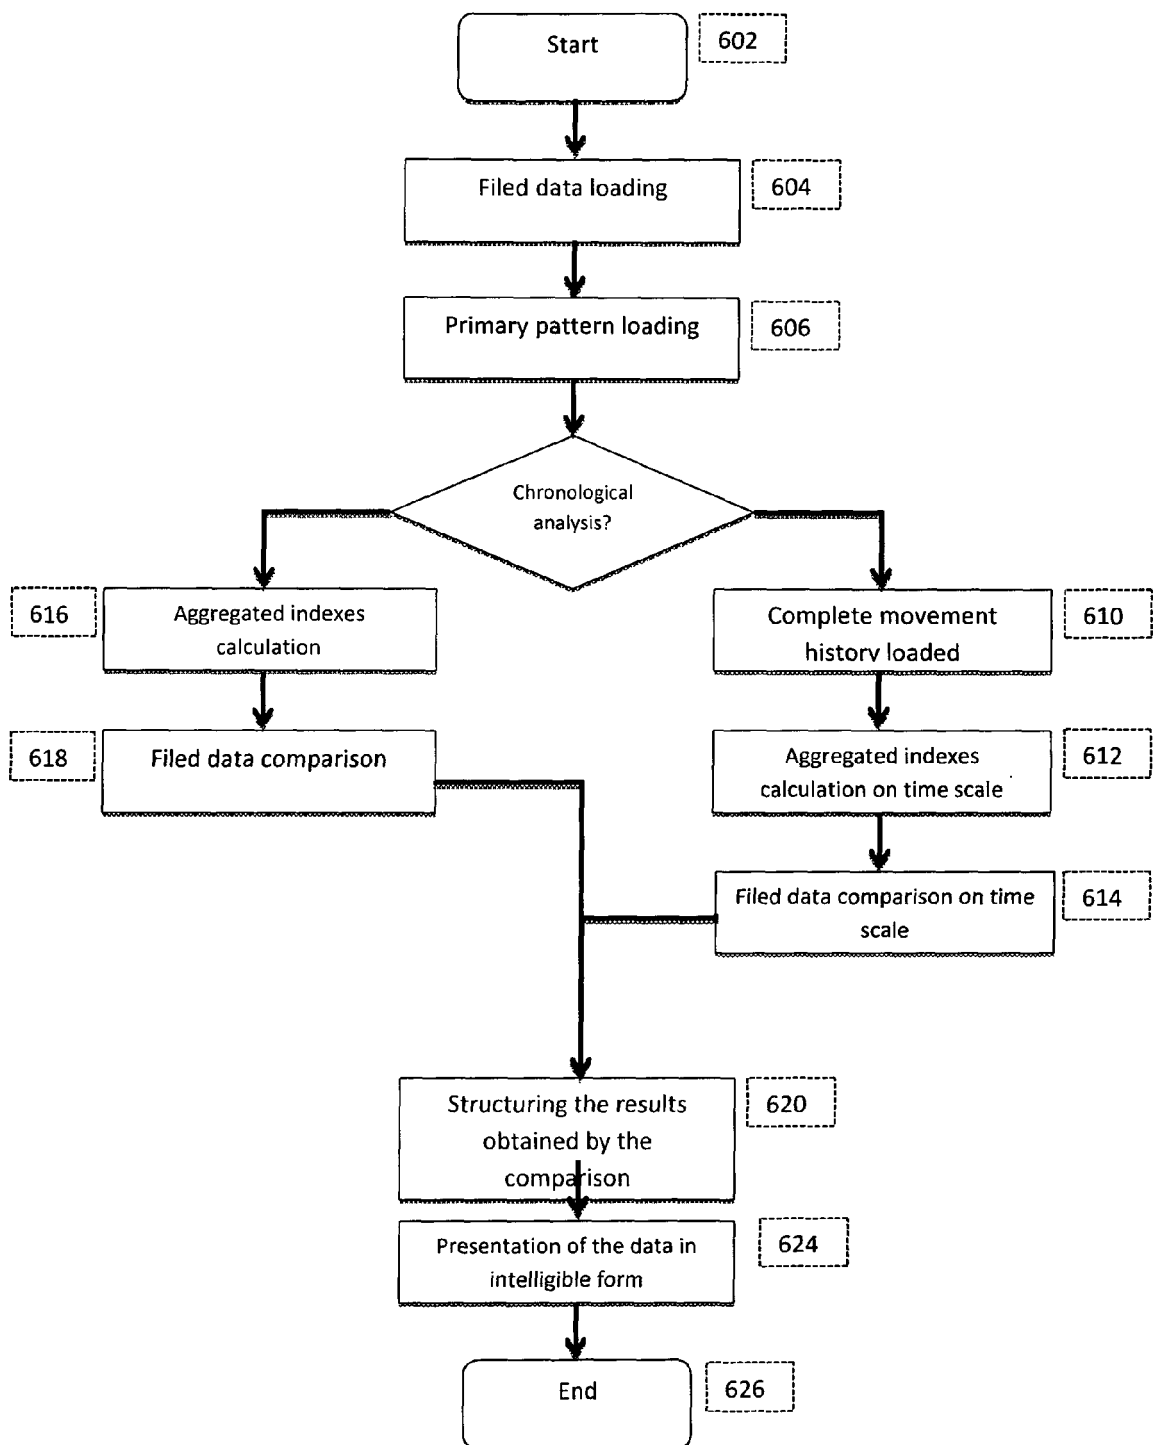 Start
602
Filed data loading
604
Primary pattern loading
606
Chronological
analysis?
616
Aggregated indexes
calculation
Complete movement
history loaded
610
618
Filed data comparison
Aggregated indexes
calculation on time scale
612
Filed data comparison on time
scale
614
Structuring the results
obtained by the
comparison
620
Presentation of the data in
intelligible form
624
End
626